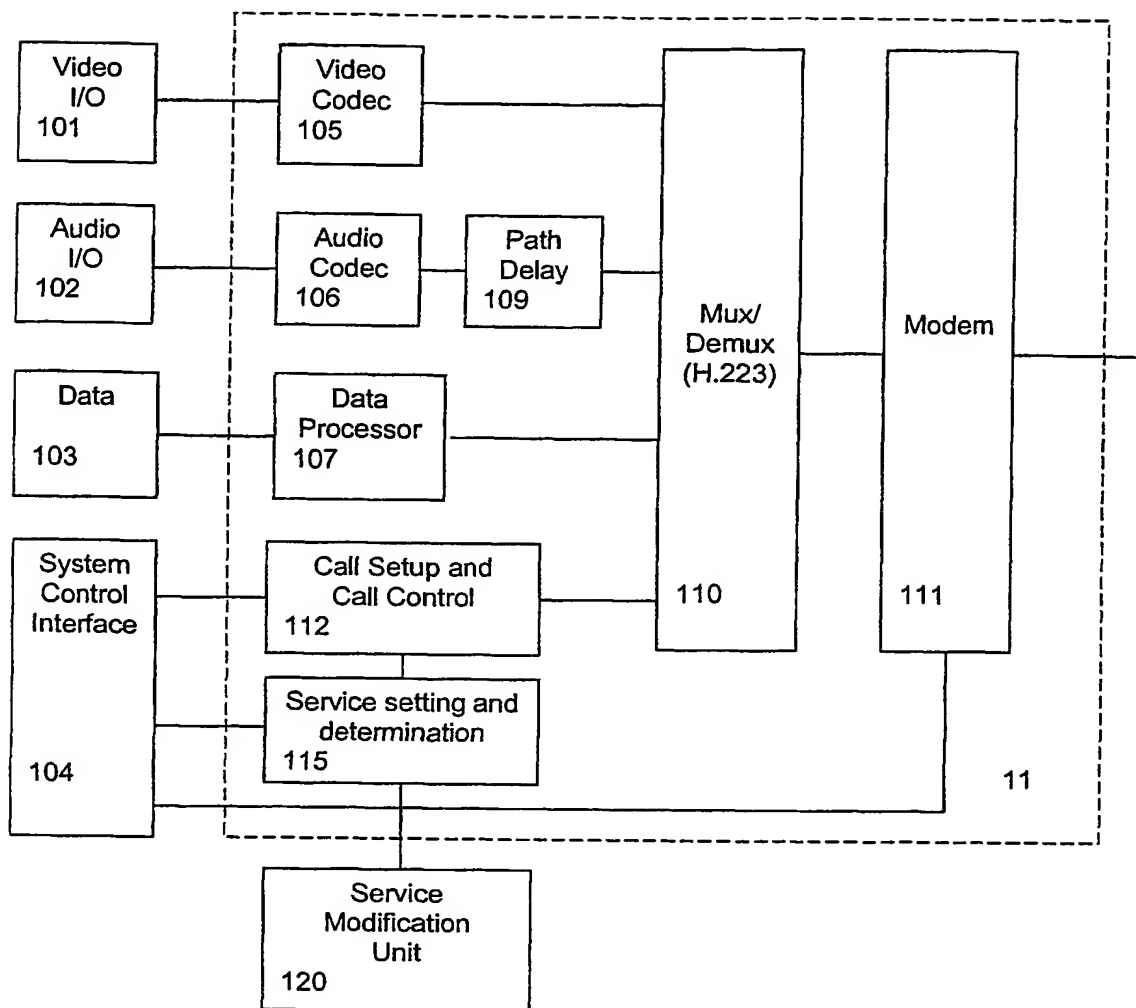 Video
I/O
101
Video
Codec
105
Audio
I/O
102
Audio
Codec
106
Path
Delay
109
Mux/
Demux
(H.223)
110
Modem
111
Data
103
Data
Processor
107
System
Control
Interface
104
Call Setup and
Call Control
112
Service setting and
determination
115
11
Service
Modification
Unit
120